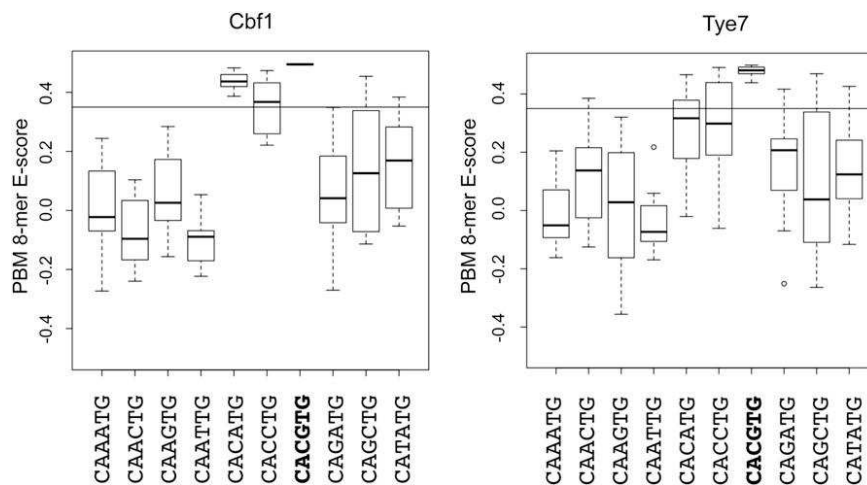 Cbf1
PBM 8-mer E-score
0.4
0.2
0.0
-0.2
-0.4
CAAATG
CAACTG
CAAGTG
CAATTG
CACATG
CACCTG
CACGTG
CAGATG
CAGCTG
CATATG
Tye7
PBM 8-mer E-score
0.4
0.2
0.0
-0.2
-0.4
CAAATG
CAACTG
CAAGTG
CAATTG
CACATG
CACCTG
CACGTG
CAGATG
CAGCTG
CATATG